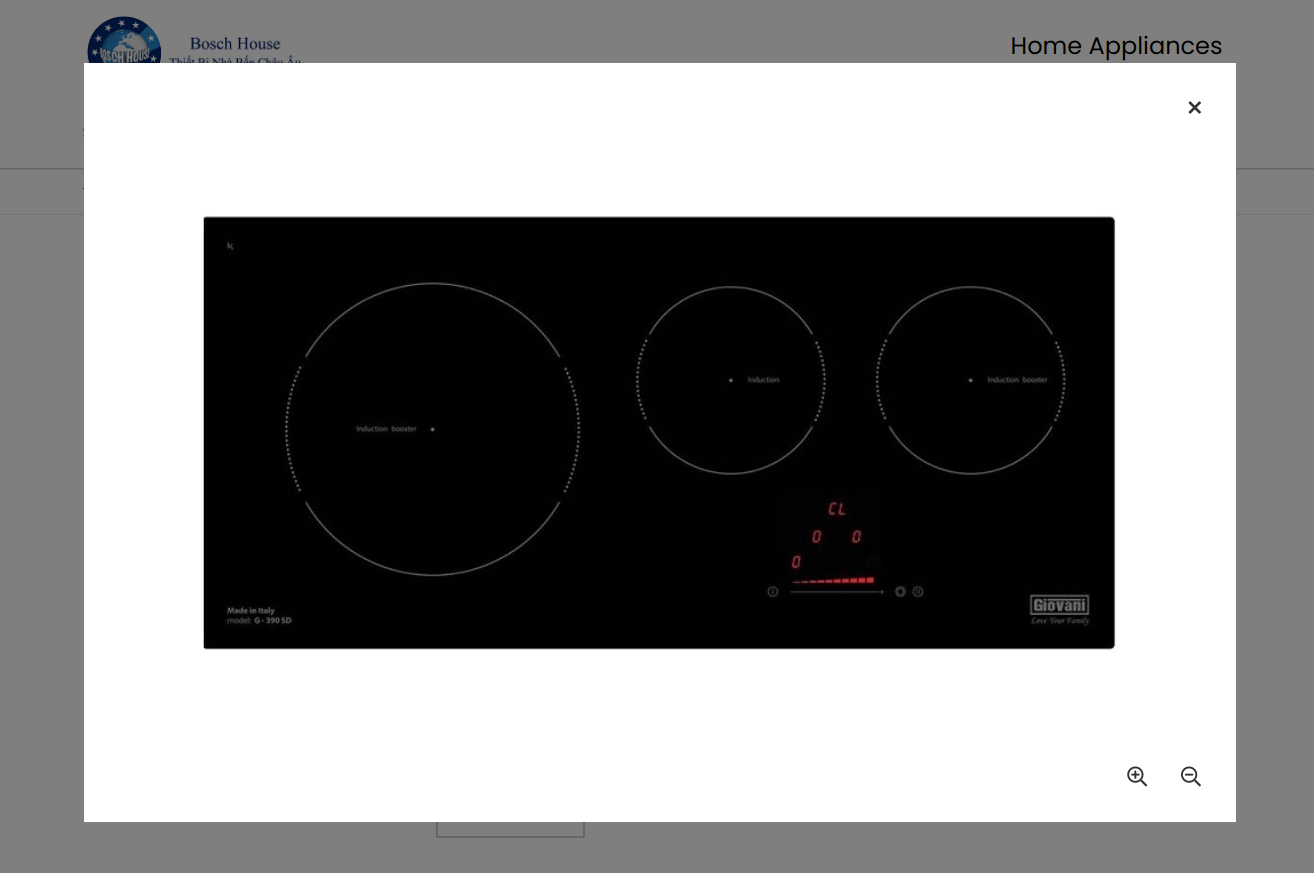 BOSCH HOUSE
Bosch House
Thiết Bị Nhà Bếp Châu Âu
Home Appliances
Induction
Induction booster
Induction booster
CL
0 0
0
Made in Italy
model: G - 390 SD
Giovani
Love Your Family